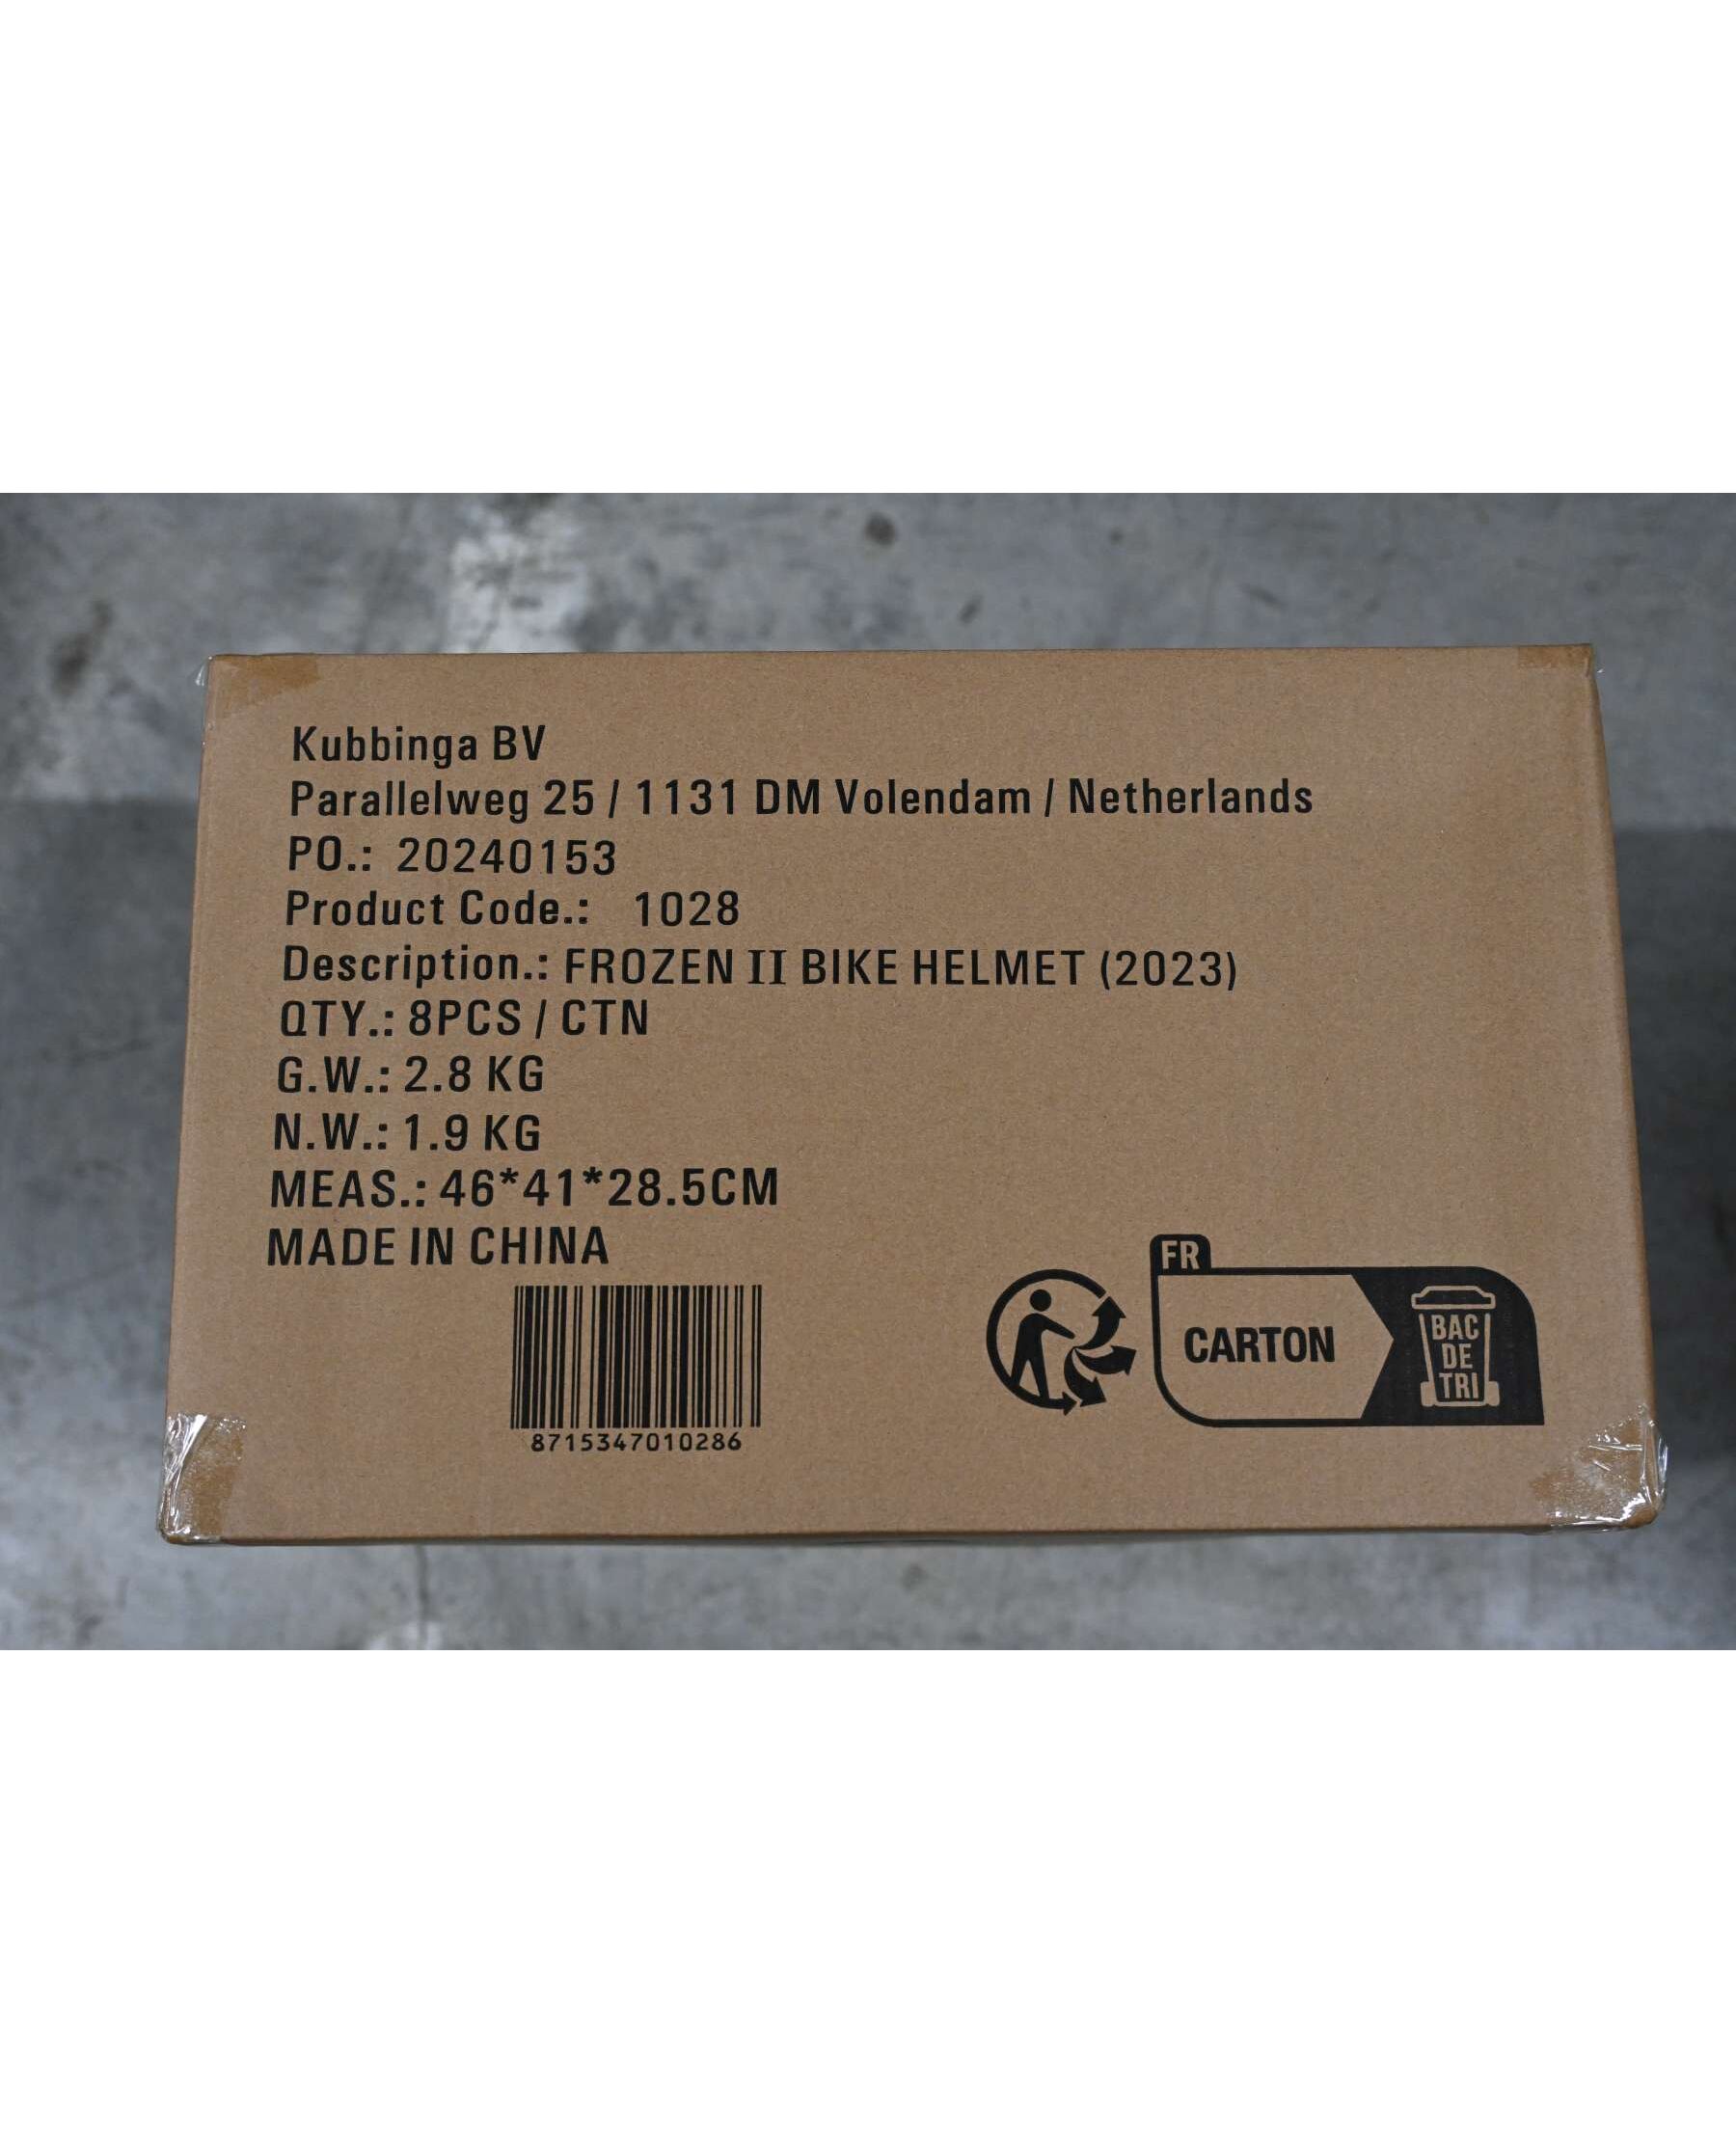 Kubbinga BV
Parallelweg 25 / 1131 DM Volendam / Netherlands
PO.: 20240153
Product Code.: 1028
Description.: FROZEN II BIKE HELMET (2023)
QTY.: 8PCS / CTN
G.W.: 2.8 KG
N.W.: 1.9 KG
MEAS.: 46*41*28.5CM
MADE IN CHINA
8715347010286
FR
CARTON
BAC
DE
TRI